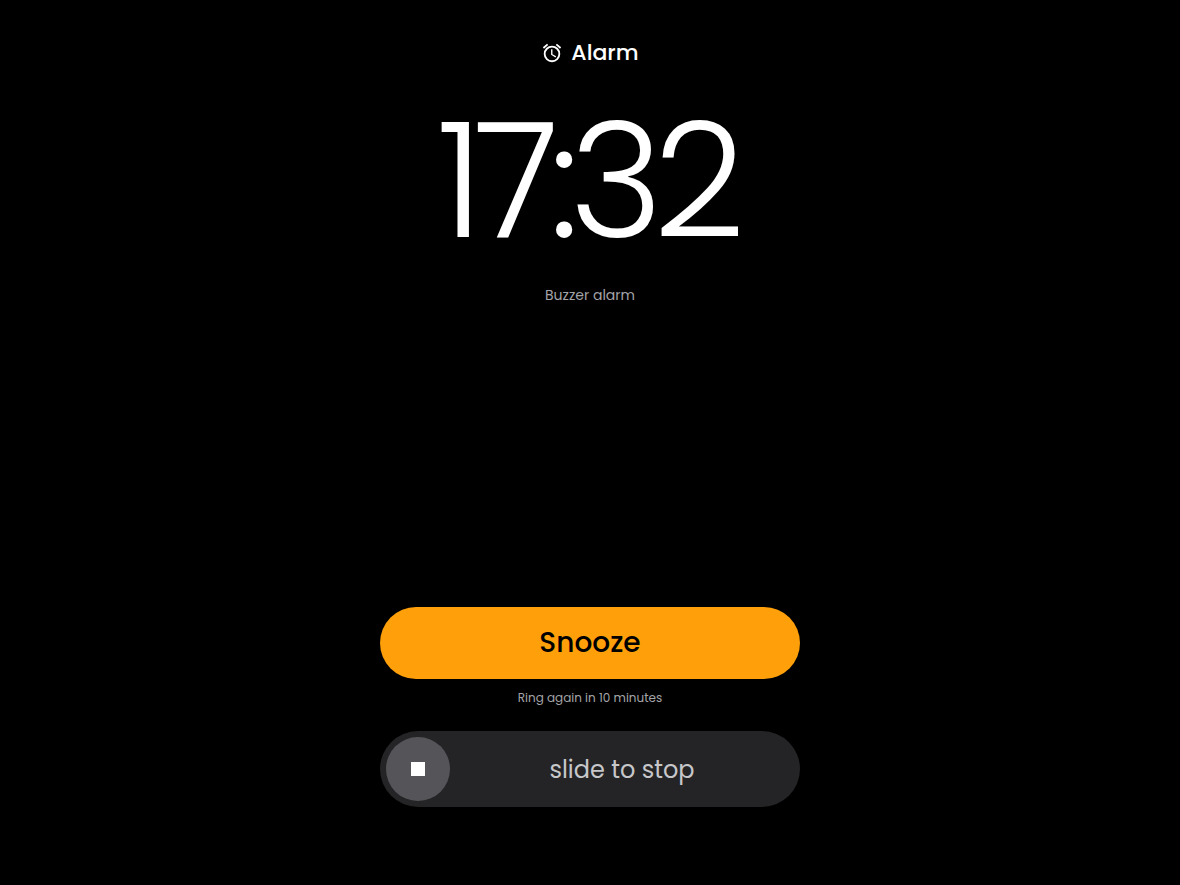 Alarm
17:32
Buzzer alarm
Snooze
Ring again in 10 minutes
slide to stop